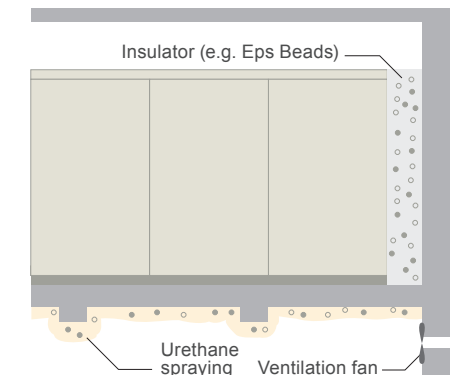 Insulator (e.g. Eps Beads)
Urethane
spraying
Ventilation fan